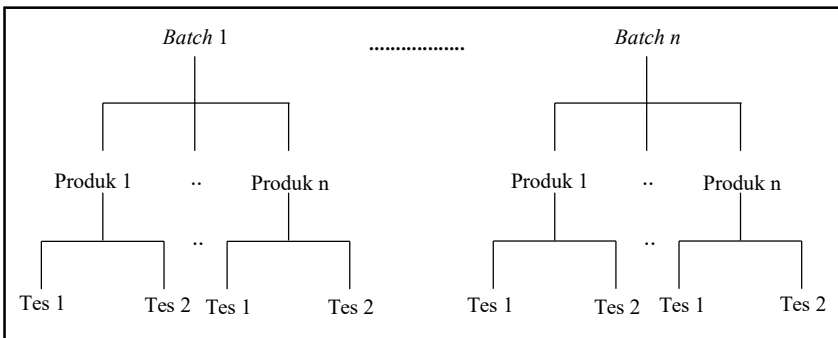 Batch 1 .................. Batch n
Produk 1 .. Produk n Produk 1 .. Produk n
.. ..
Tes 1 Tes 2 Tes 1 Tes 2 Tes 1 Tes 2 Tes 1 Tes 2